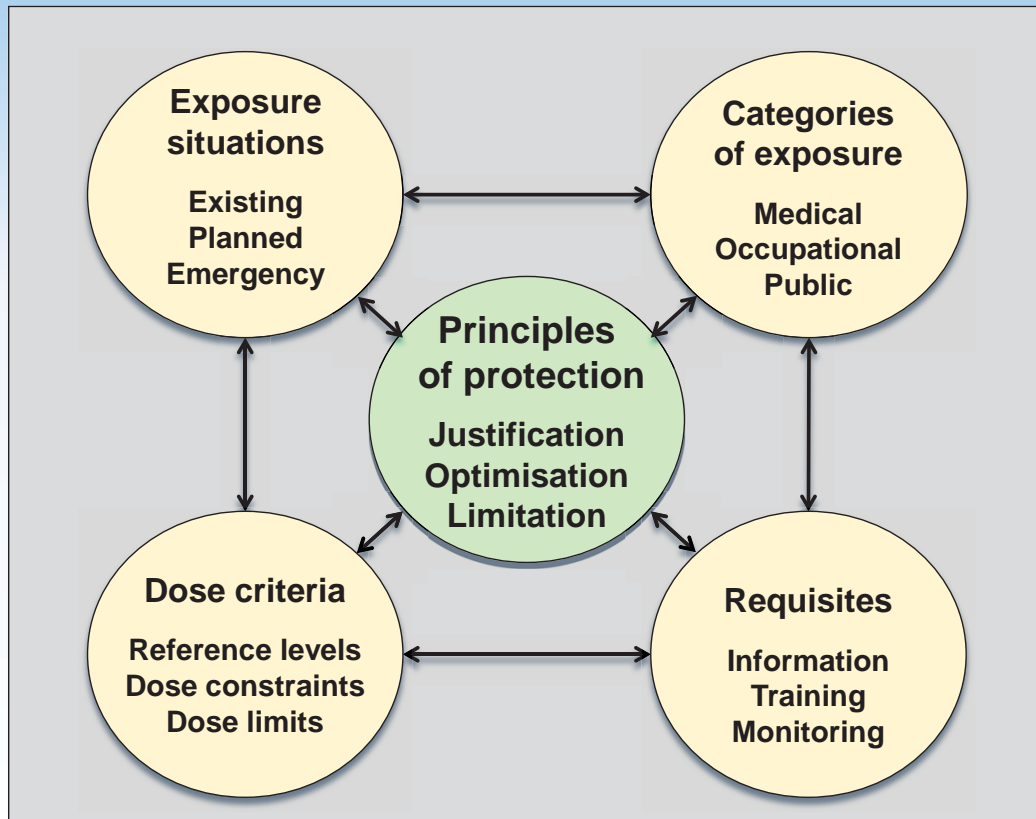 Exposure
situations
Existing
Planned
Emergency
Categories
of exposure
Medical
Occupational
Public
Principles
of protection
Justification
Optimisation
Limitation
Dose criteria
Reference levels
Dose constraints
Dose limits
Requisites
Information
Training
Monitoring